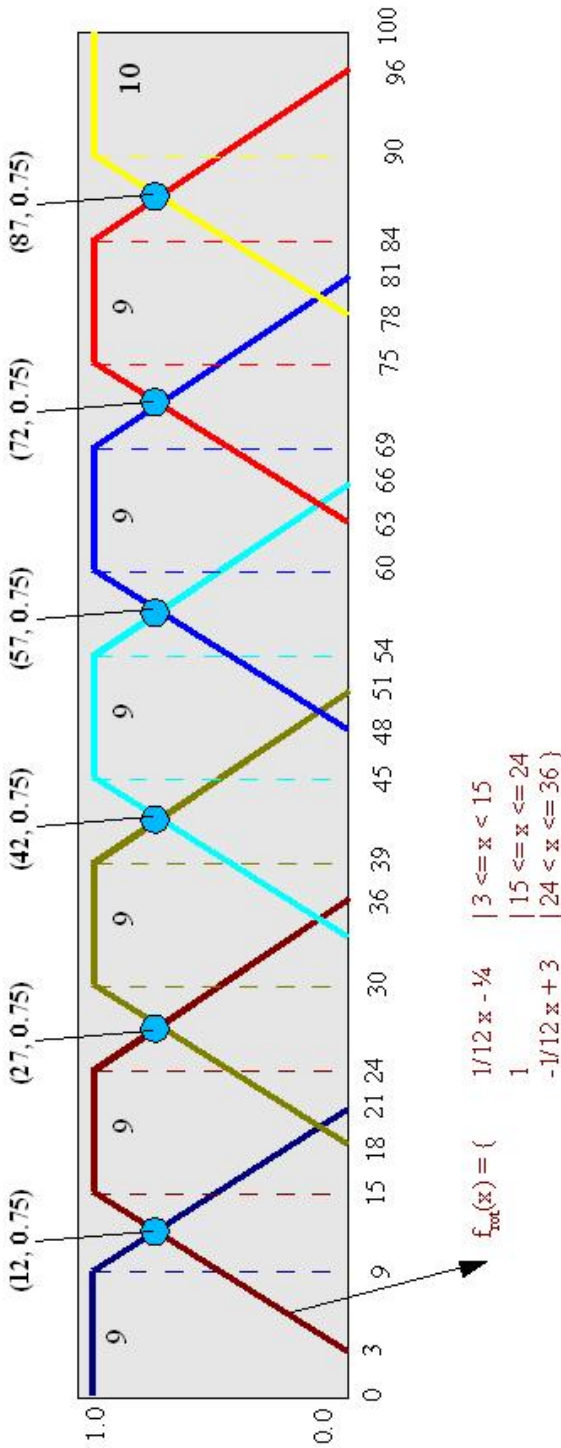 (12, 0.75) (27, 0.75) (42, 0.75) (57, 0.75) (72, 0.75) (87, 0.75)
1.0
9 9 9 9 9 9 10
0.0
0 3 9 15 18 21 24 30 36 39 45 48 51 54 60 63 66 69 75 78 81 84 90 96 100
f_rot(x) = { 1/12 x - ¼ | 3 <= x < 15
1 | 15 <= x <= 24
-1/12 x + 3 | 24 < x <= 36 }